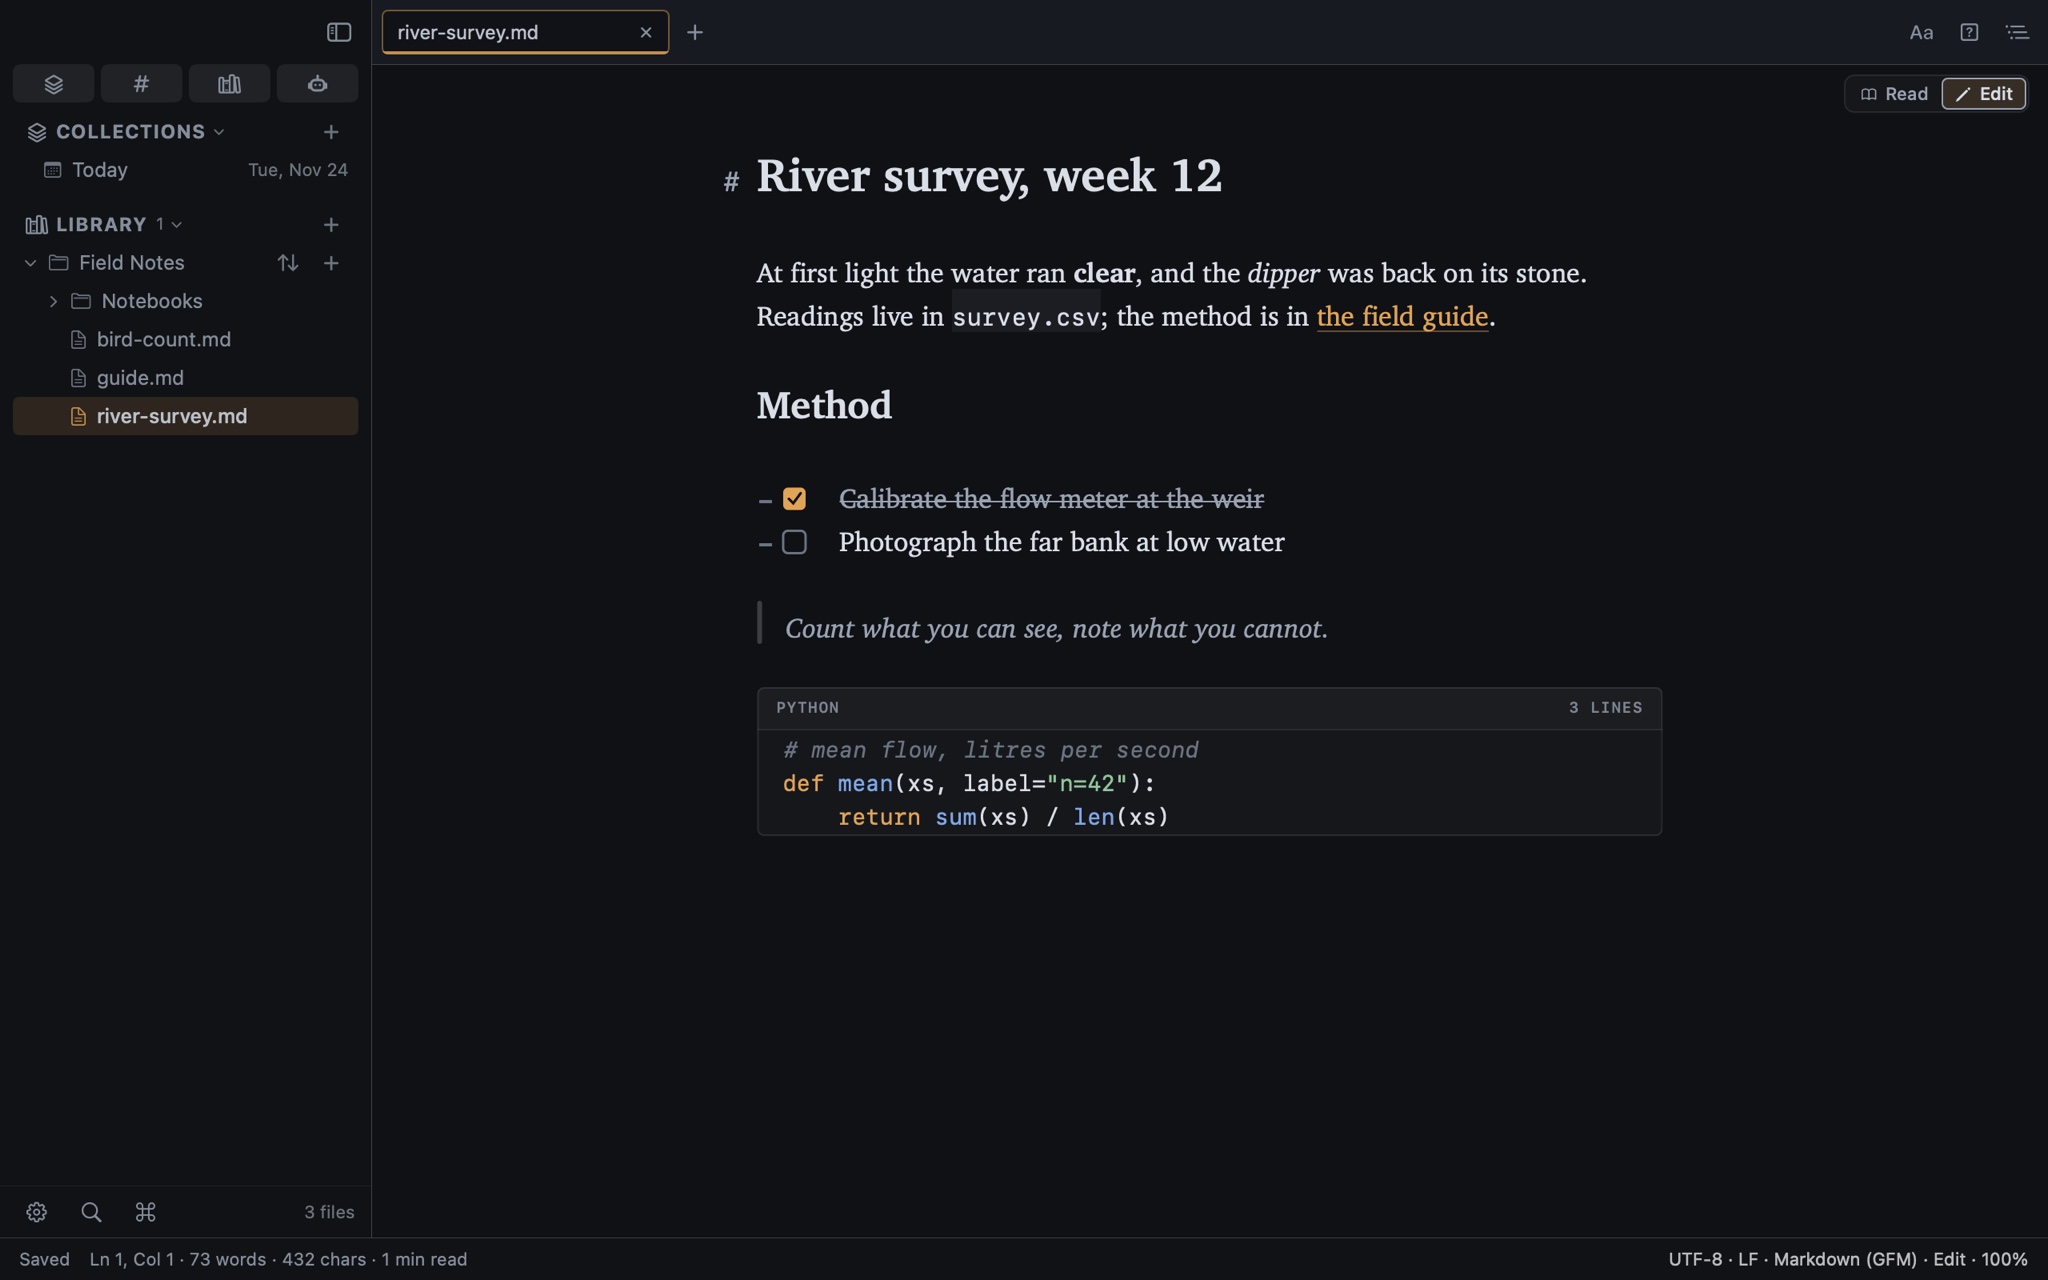 river-survey.md
Aa
Read
Edit
COLLECTIONS
Today Tue, Nov 24
LIBRARY 1
Field Notes
Notebooks
bird-count.md
guide.md
river-survey.md
# River survey, week 12
At first light the water ran clear, and the dipper was back on its stone.
Readings live in survey.csv; the method is in the field guide.
Method
– Calibrate the flow meter at the weir
– Photograph the far bank at low water
Count what you can see, note what you cannot.
PYTHON 3 LINES
# mean flow, litres per second
def mean(xs, label="n=42"):
    return sum(xs) / len(xs)
3 files
Saved Ln 1, Col 1 · 73 words · 432 chars · 1 min read
UTF-8 · LF · Markdown (GFM) · Edit · 100%